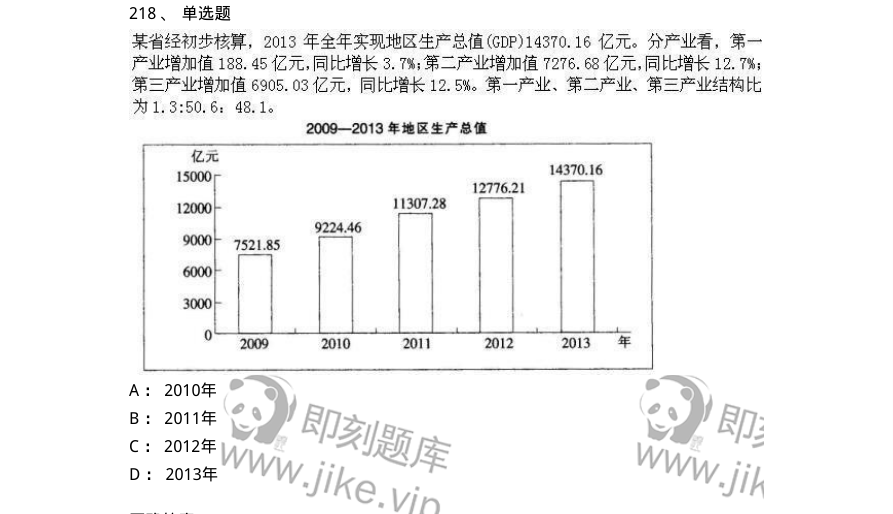 218 、 单选题
某省经初步核算，2013 年全年实现地区生产总值(GDP)14370.16 亿元。分产业看，第一
产业增加值 188.45 亿元,同比增长 3.7%;第二产业增加值 7276.68 亿元,同比增长 12.7%;
第三产业增加值 6905.03 亿元，同比增长 12.5%。第一产业、第二产业、第三产业结构比
为 1.3:50.6：48.1。
2009—2013 年地区生产总值
亿元
15000
12000
9000
6000
3000
0
7521.85
9224.46
11307.28
12776.21
14370.16
2009 2010 2011 2012 2013 年
A ： 2010年
B ： 2011年
C ： 2012年
D ： 2013年
即刻题库
www.jike.vip
即刻
www.jik